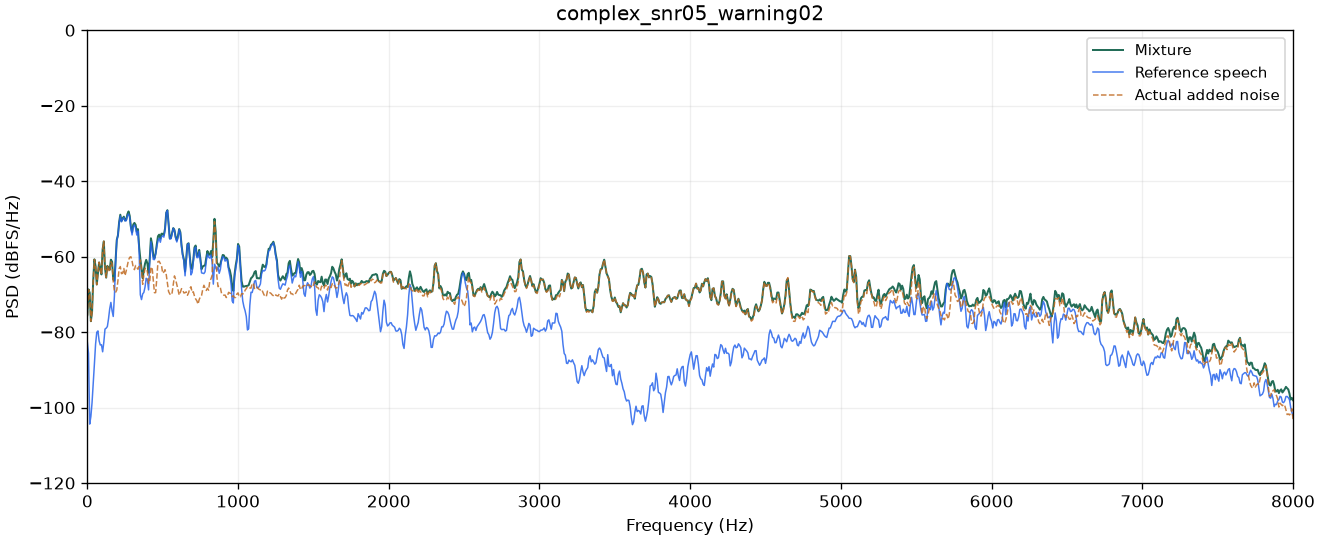 complex_snr05_warning02
Mixture
Reference speech
Actual added noise
PSD (dBFS/Hz)
0
−20
−40
−60
−80
−100
−120
0 1000 2000 3000 4000 5000 6000 7000 8000
Frequency (Hz)